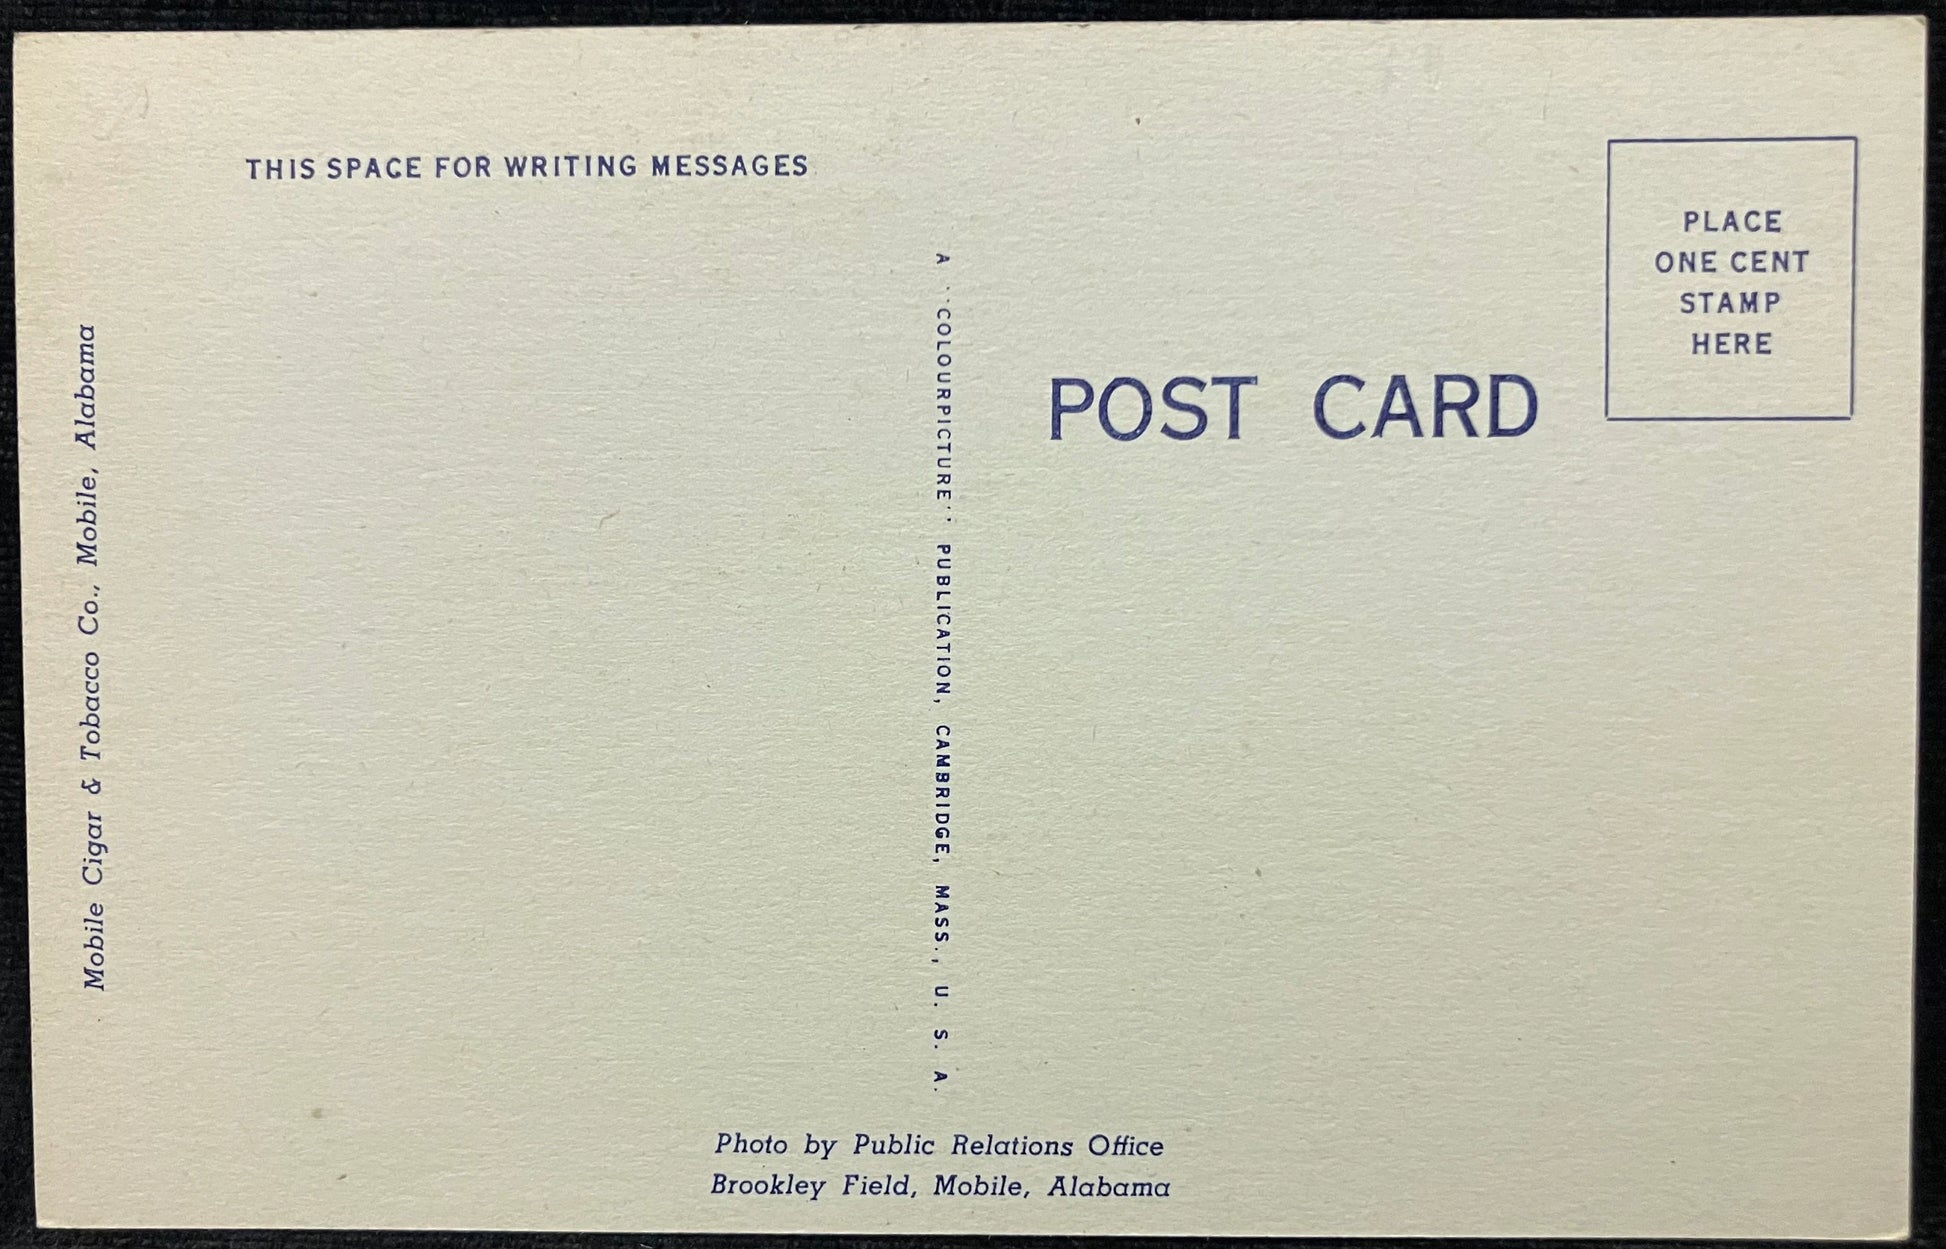 THIS SPACE FOR WRITING MESSAGES
Mobile Cigar & Tobacco Co., Mobile, Alabama
A "COLOURPICTURE" PUBLICATION, CAMBRIDGE, MASS., U. S. A.
POST CARD
PLACE
ONE CENT
STAMP
HERE
Photo by Public Relations Office
Brookley Field, Mobile, Alabama